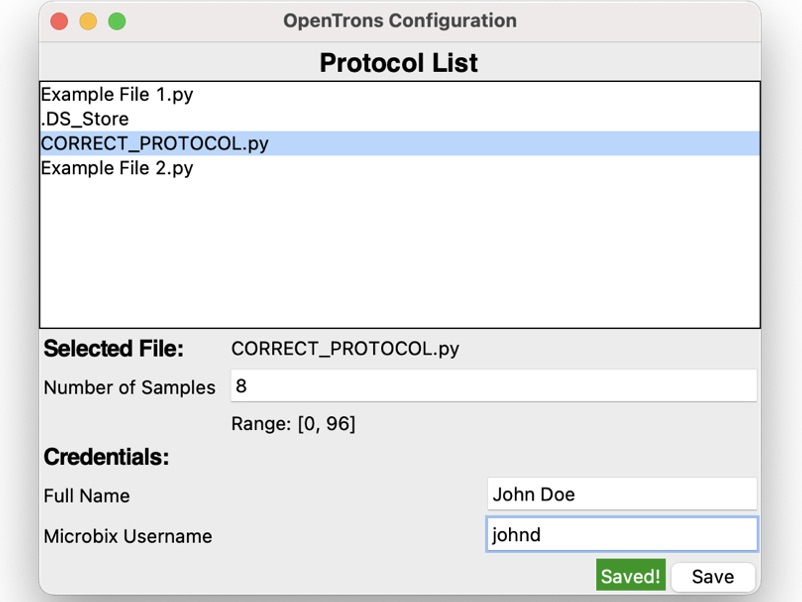 OpenTrons Configuration
Protocol List
Example File 1.py
.DS_Store
CORRECT_PROTOCOL.py
Example File 2.py
Selected File: CORRECT_PROTOCOL.py
Number of Samples 8
Range: [0, 96]
Credentials:
Full Name John Doe
Microbix Username johnd
Saved! Save